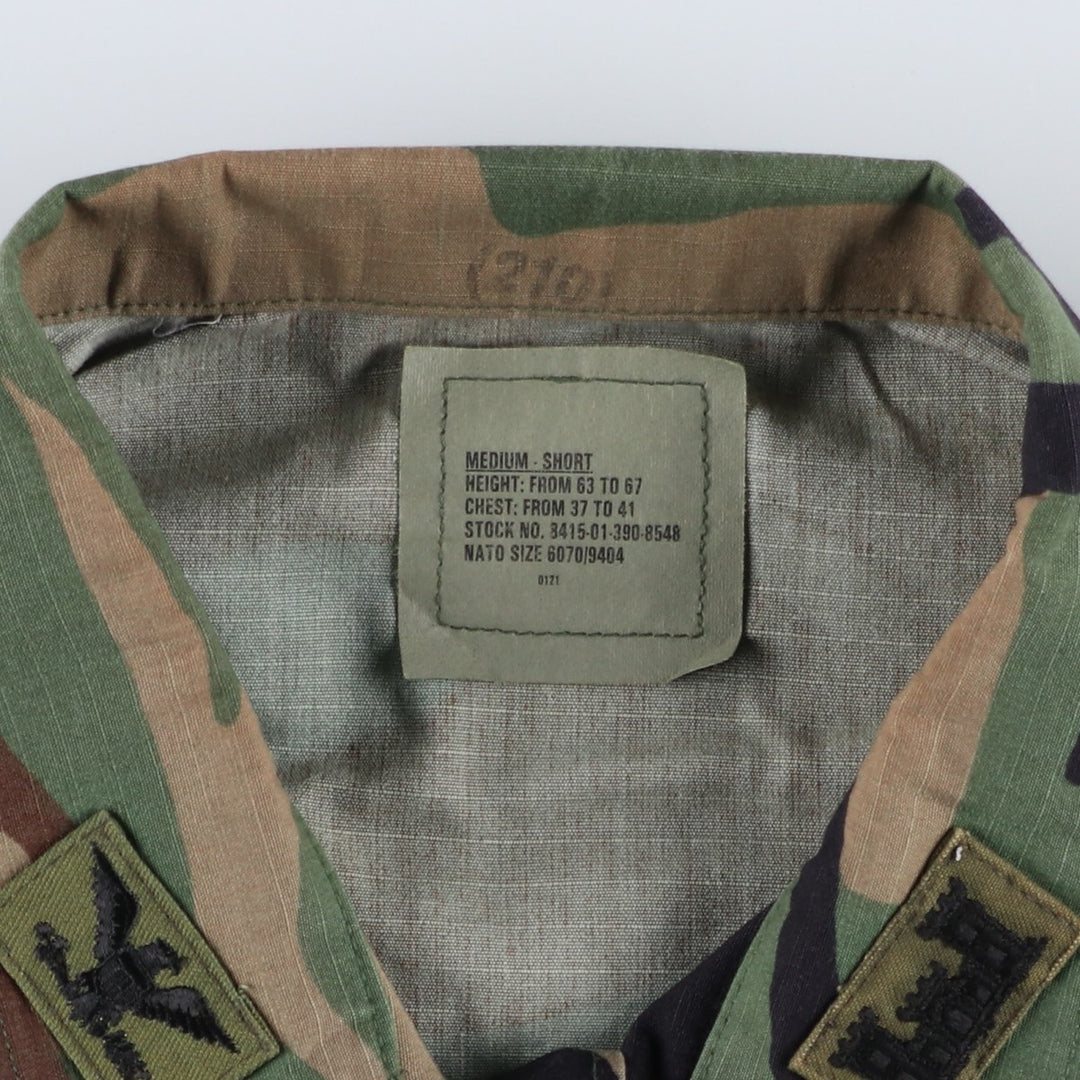 (210)
MEDIUM - SHORT
HEIGHT: FROM 63 TO 67
CHEST: FROM 37 TO 41
STOCK NO. 8415-01-390-8548
NATO SIZE 6070/9404
0121